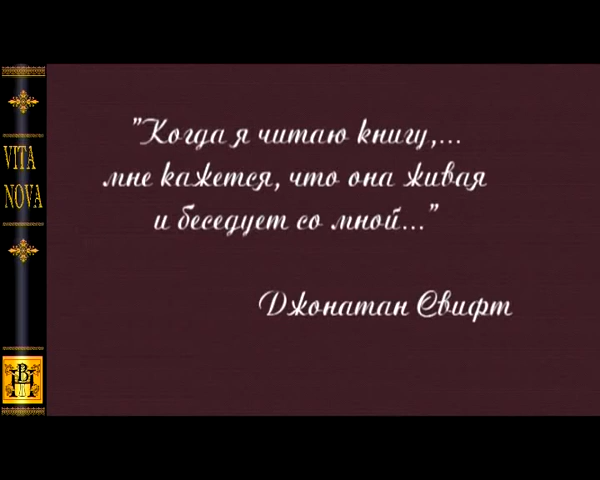 "Когда я читаю книгу,...
мне кажется, что она живая
и беседует со мной..."
Джонатан Свифт
VITA
NOVA